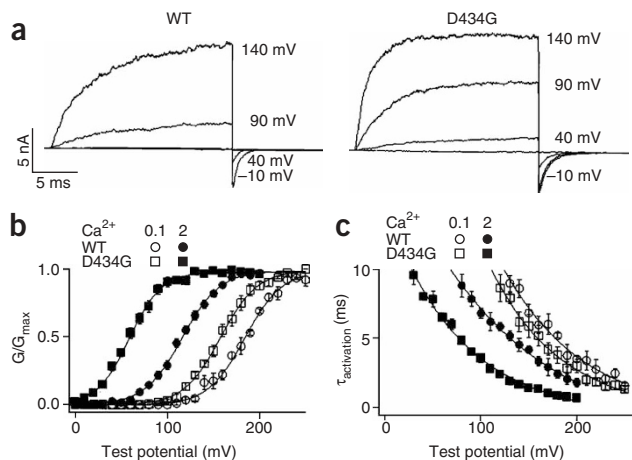 a
WT
D434G
140 mV
90 mV
40 mV
–10 mV
140 mV
90 mV
40 mV
–10 mV
5 nA
5 ms
b
Ca2+ 0.1 2
WT
D434G
1.0
0.5
0.0
G/Gmax
0 100 200
Test potential (mV)
c
Ca2+ 0.1 2
WT
D434G
10
5
0
τactivation (ms)
0 100 200
Test potential (mV)